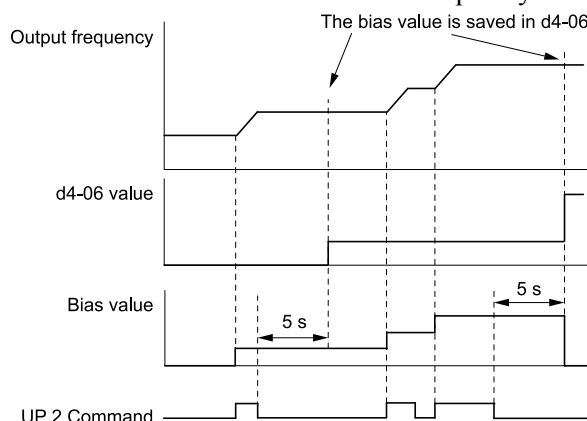 The bias value is saved in d4-06
Output frequency
d4-06 value
Bias value
5 s
5 s
UP 2 Command